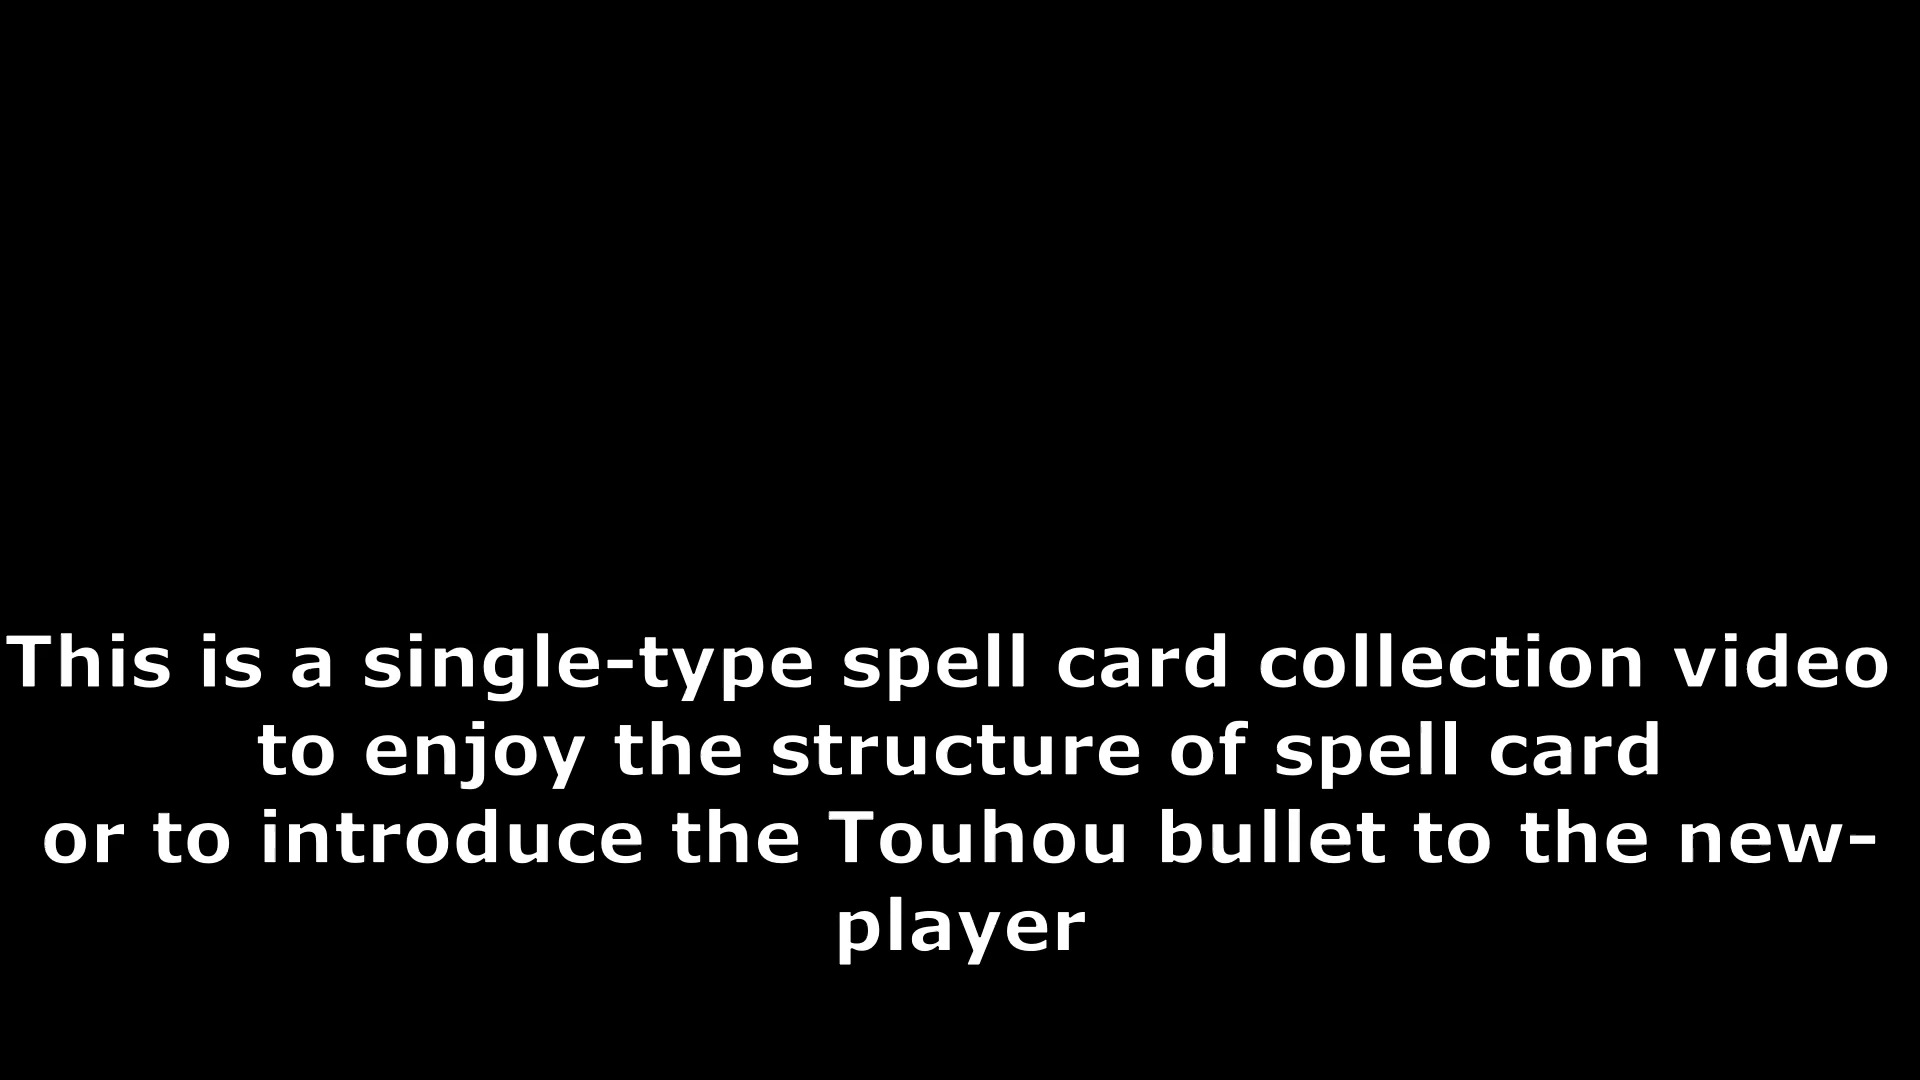 This is a single-type spell card collection video
to enjoy the structure of spell card
or to introduce the Touhou bullet to the new-
player